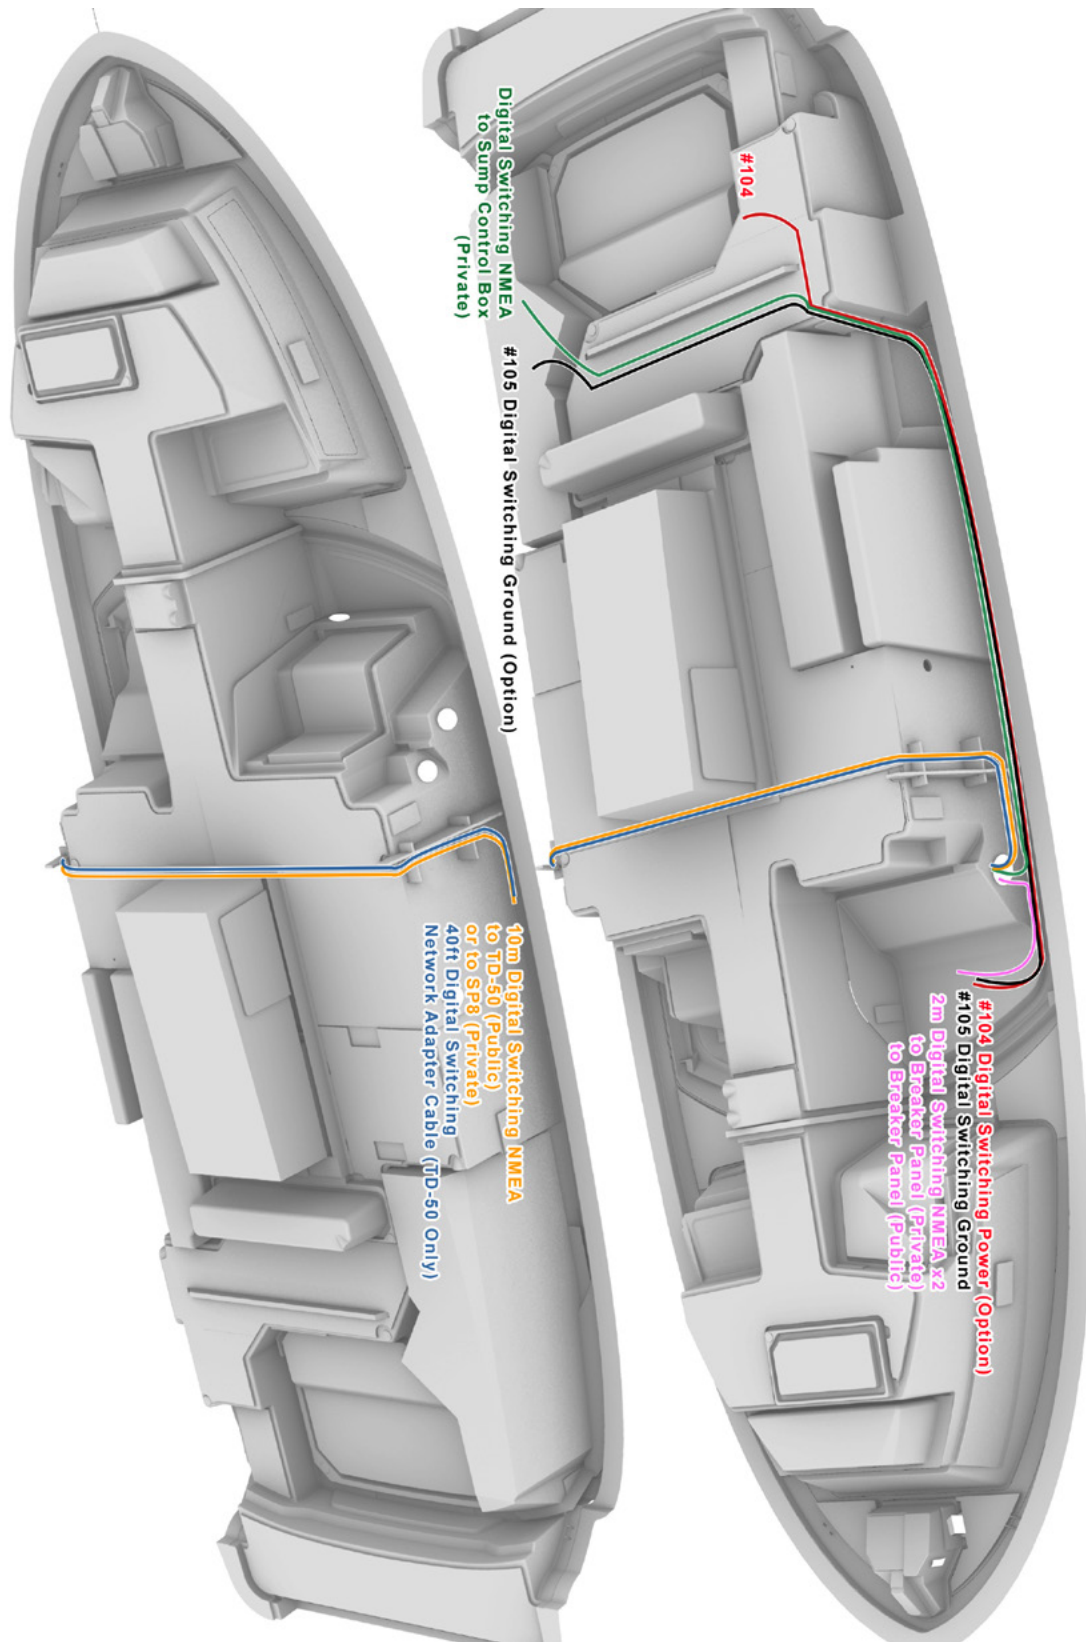 Digital Switching NMEA
to Sump Control Box
(Private)
#104
#105 Digital Switching Ground (Option)
#104 Digital Switching Power (Option)
#105 Digital Switching Ground
2m Digital Switching NMEA x2
to Breaker Panel (Private)
to Breaker Panel (Public)
10m Digital Switching NMEA
to TD-50 (Public)
or to SP8 (Private)
40ft Digital Switching
Network Adapter Cable (TD-50 Only)